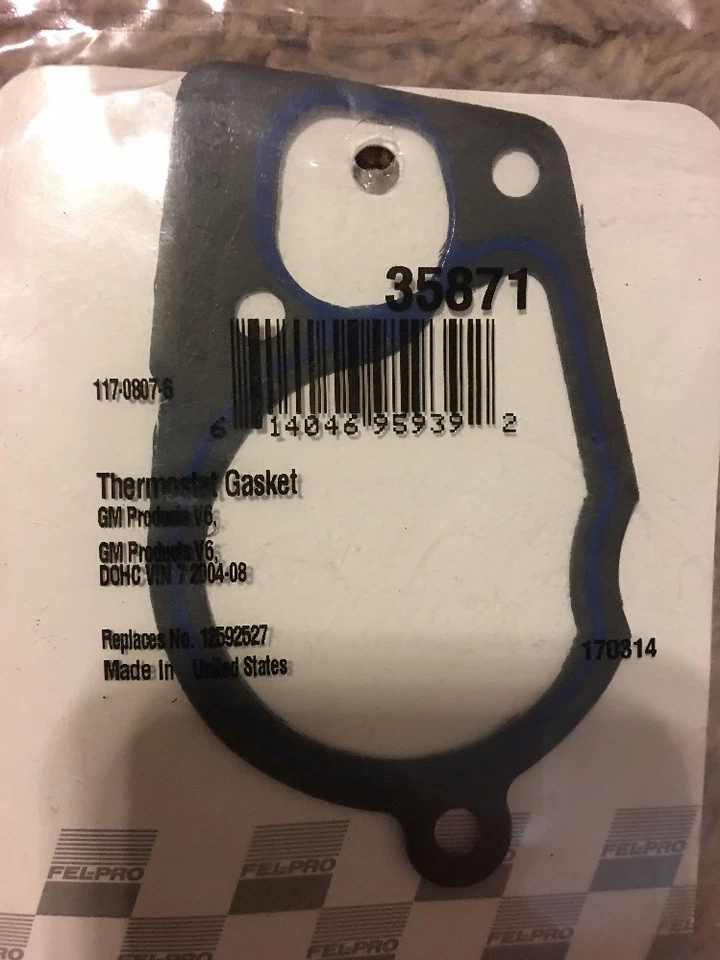 35871
117-0807-6
6 14046 95939 2
Thermostat Gasket
GM Products V6,
GM Products V6,
DOHC VIN 7 2004-08
Replaces No. 12592527
Made In United States
170314
FEL-PRO
FEL-PRO
FEL-PRO
FEL-PRO
FEL-PRO